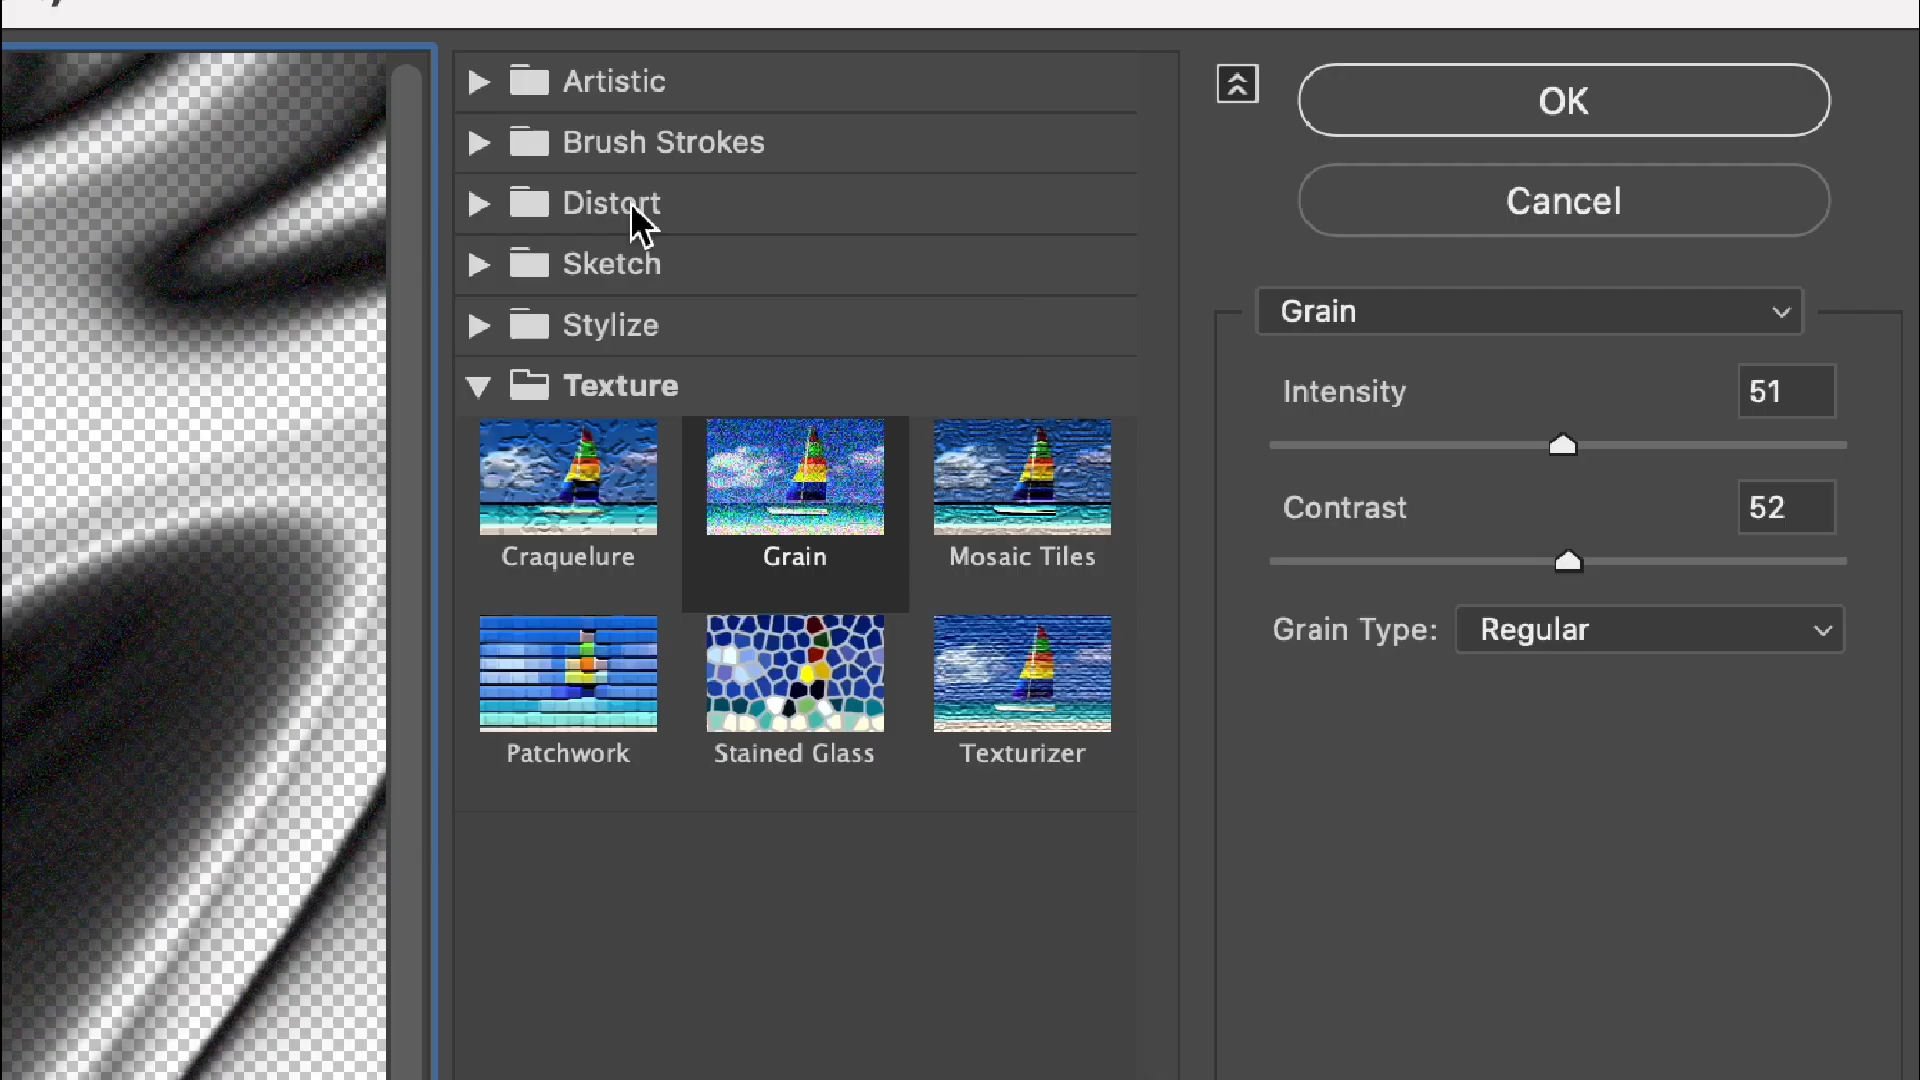 Artistic
Brush Strokes
Distort
Sketch
Stylize
Texture
Craquelure
Grain
Mosaic Tiles
Patchwork
Stained Glass
Texturizer
OK
Cancel
Grain
Intensity 51
Contrast 52
Grain Type: Regular